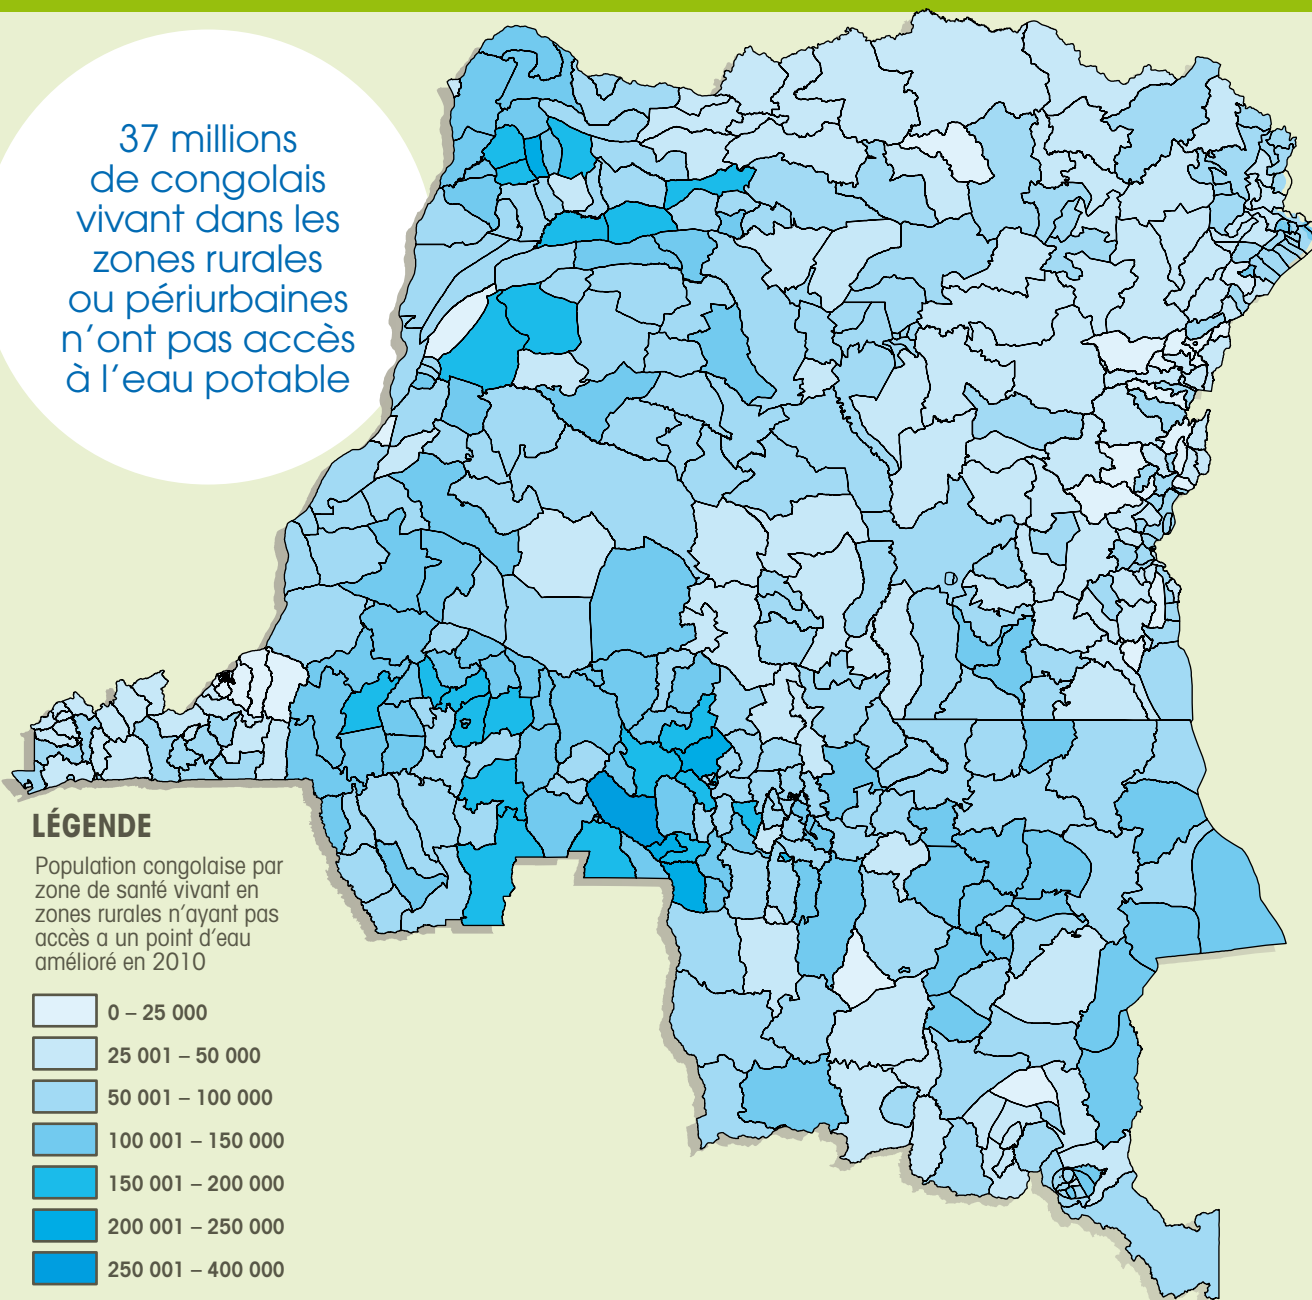 37 millions
de congolais
vivant dans les
zones rurales
ou périurbaines
n'ont pas accès
à l'eau potable
LÉGENDE
Population congolaise par
zone de santé vivant en
zones rurales n'ayant pas
accès a un point d'eau
amélioré en 2010
0 – 25 000
25 001 – 50 000
50 001 – 100 000
100 001 – 150 000
150 001 – 200 000
200 001 – 250 000
250 001 – 400 000